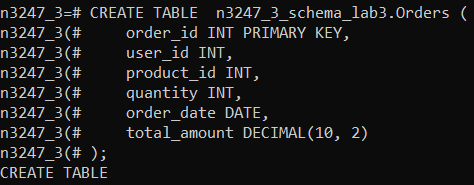 n3247_3=# CREATE TABLE  n3247_3_schema_lab3.Orders (
n3247_3(#     order_id INT PRIMARY KEY,
n3247_3(#     user_id INT,
n3247_3(#     product_id INT,
n3247_3(#     quantity INT,
n3247_3(#     order_date DATE,
n3247_3(#     total_amount DECIMAL(10, 2)
n3247_3(# );
CREATE TABLE